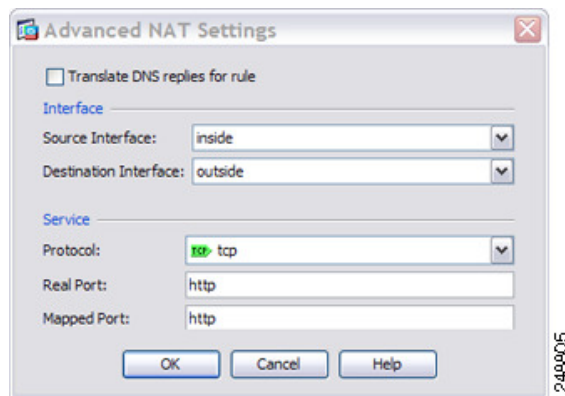 Advanced NAT Settings
Translate DNS replies for rule
Interface
Source Interface: inside
Destination Interface: outside
Service
Protocol: TCP tcp
Real Port: http
Mapped Port: http
OK Cancel Help
248805